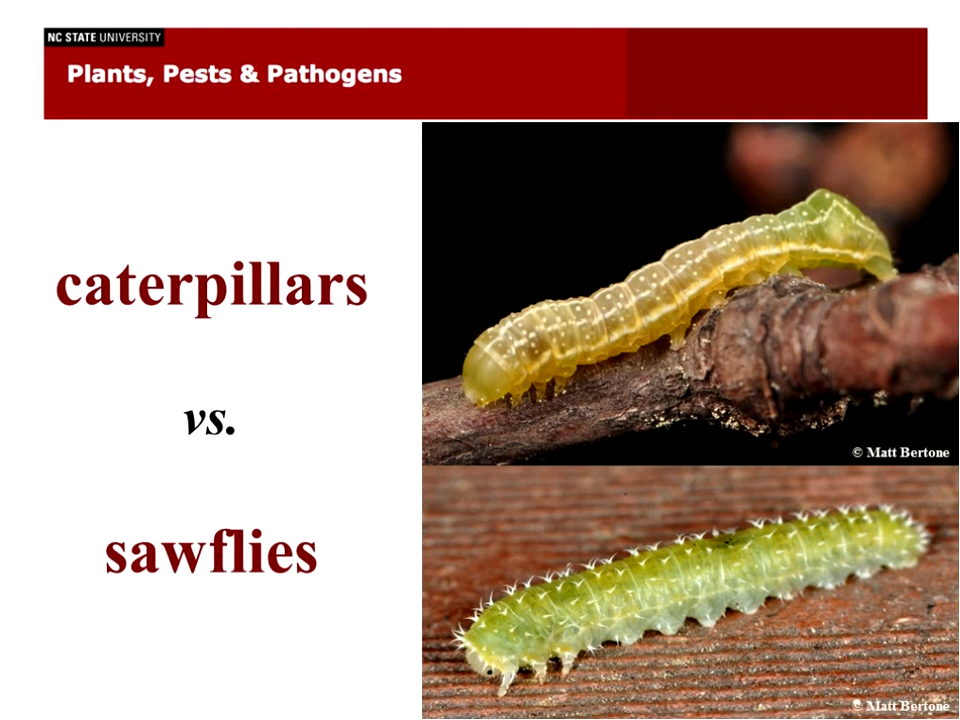 NC STATE UNIVERSITY
Plants, Pests & Pathogens
caterpillars
vs.
sawflies
© Matt Bertone
© Matt Bertone